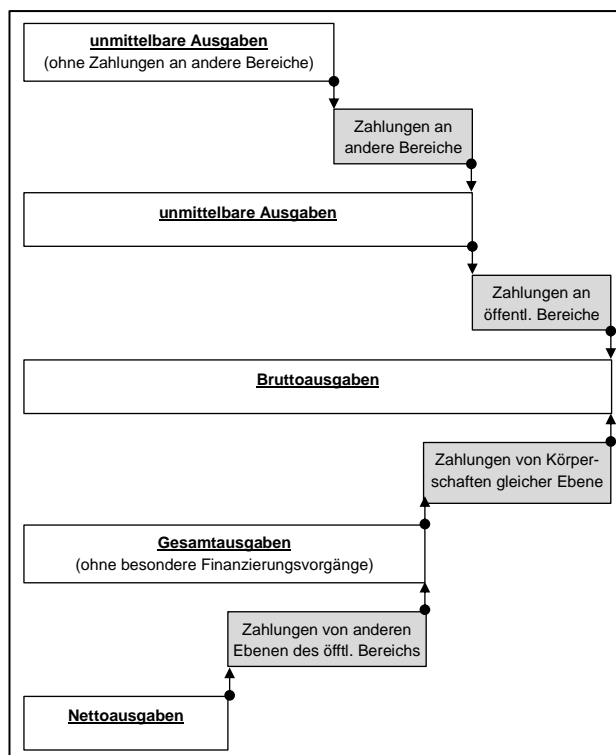 unmittelbare Ausgaben
(ohne Zahlungen an andere Bereiche)
Zahlungen an
andere Bereiche
unmittelbare Ausgaben
Zahlungen an
öffentl. Bereiche
Bruttoausgaben
Zahlungen von Körper-
schaften gleicher Ebene
Gesamtausgaben
(ohne besondere Finanzierungsvorgänge)
Zahlungen von anderen
Ebenen des öfftl. Bereichs
Nettoausgaben